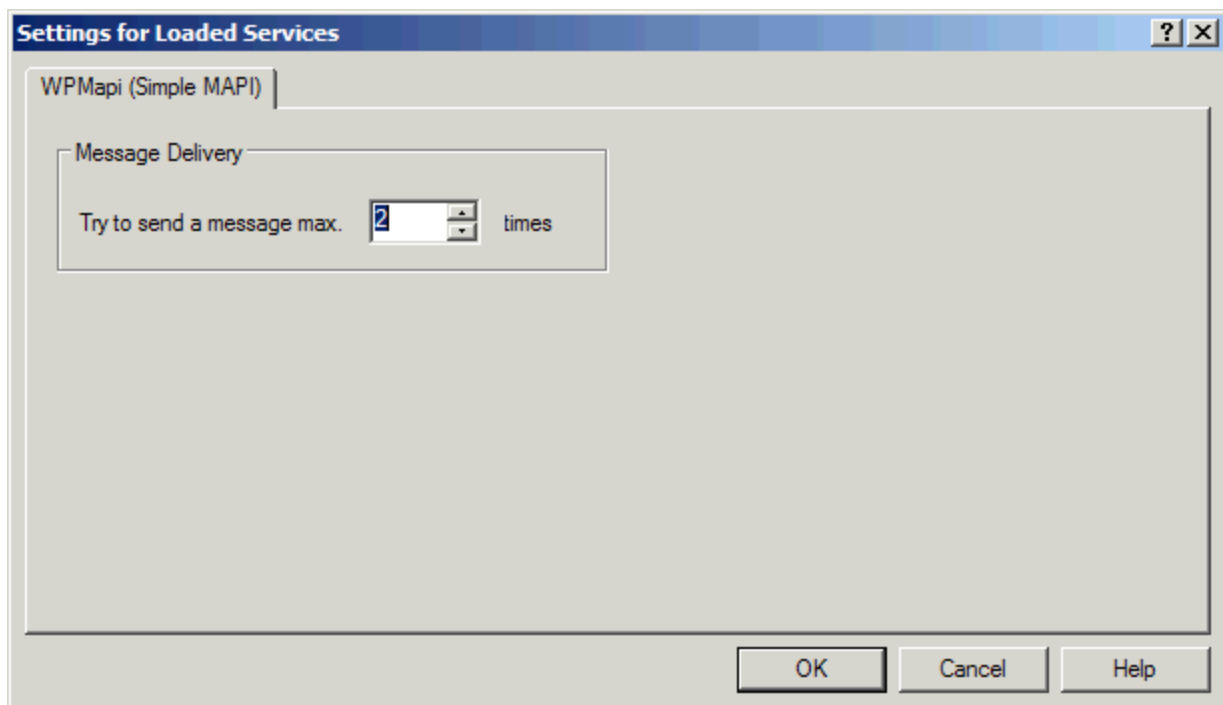 Settings for Loaded Services
WPMapi (Simple MAPI)
Message Delivery
Try to send a message max. 2 times
OK Cancel Help